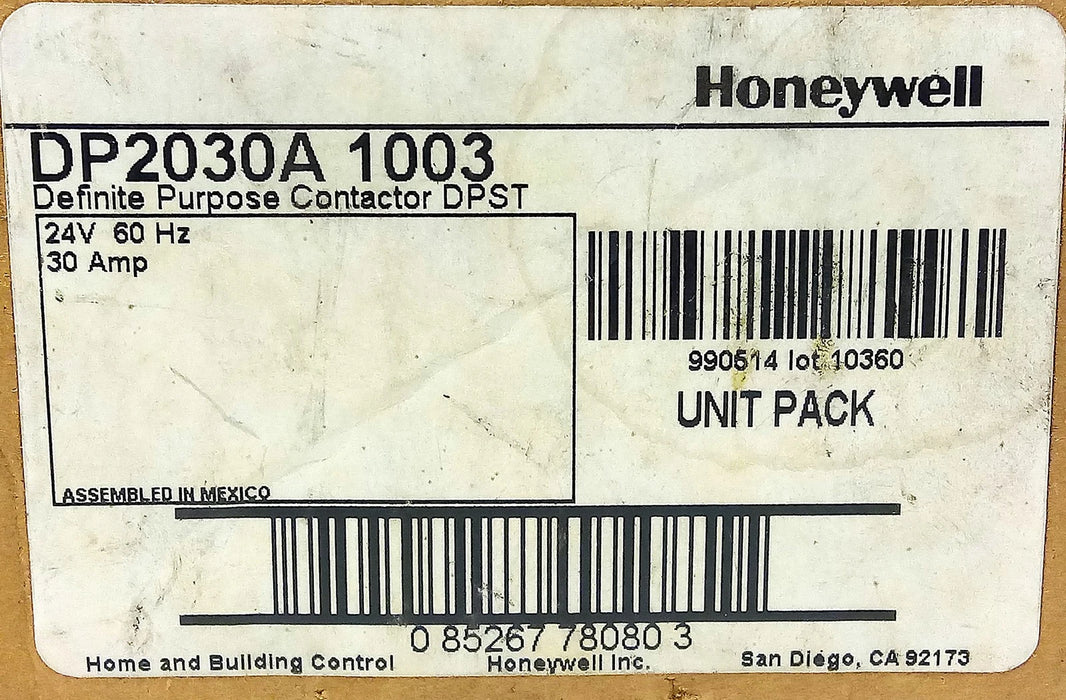 Honeywell
DP2030A 1003
Definite Purpose Contactor DPST
24V 60 Hz
30 Amp
990514 lot 10360
UNIT PACK
ASSEMBLED IN MEXICO
0 85267 78080 3
Home and Building Control Honeywell Inc. San Diego, CA 92173